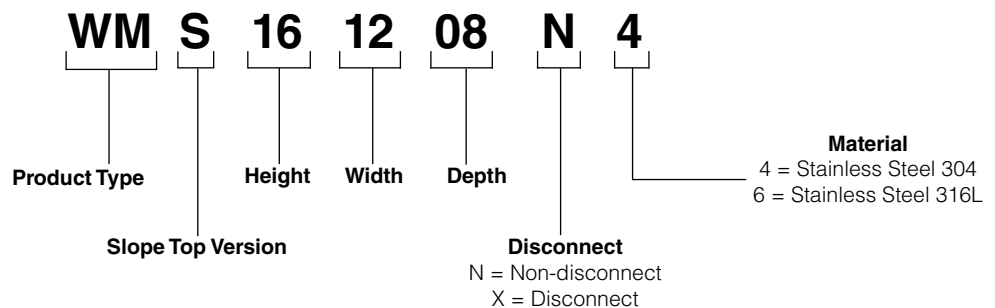 WM S 16 12 08 N 4
Product Type
Height
Width
Depth
Material
4 = Stainless Steel 304
6 = Stainless Steel 316L
Slope Top Version
Disconnect
N = Non-disconnect
X = Disconnect